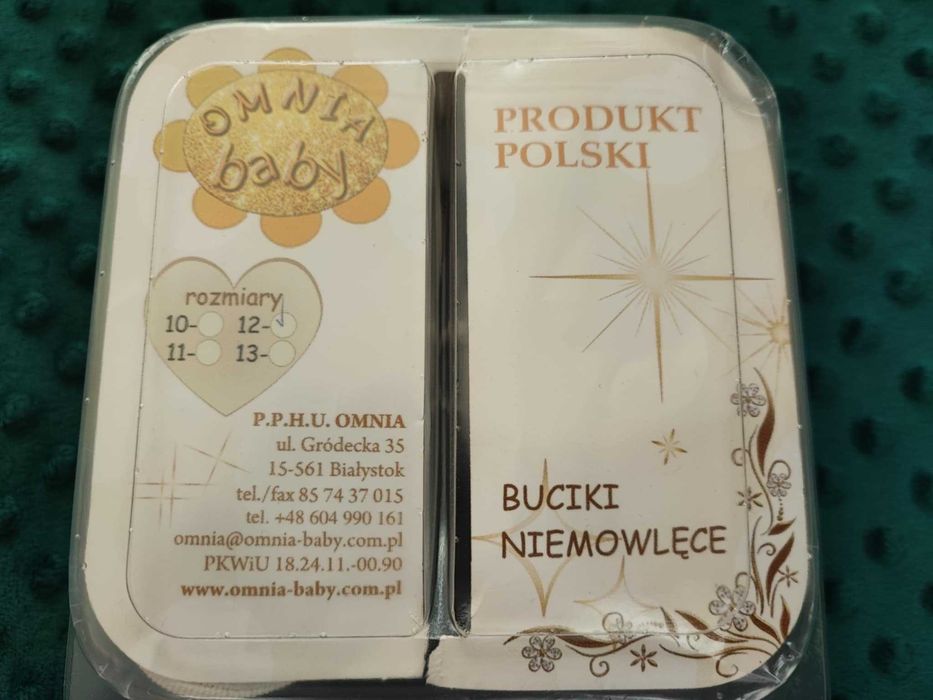 OMNIA
baby
rozmiary
10- 12-
11- 13-
P.P.H.U. OMNIA
ul. Gródecka 35
15-561 Białystok
tel./fax 85 74 37 015
tel. +48 604 990 161
omnia@omnia-baby.com.pl
PKWiU 18.24.11.-00.90
www.omnia-baby.com.pl
PRODUKT
POLSKI
BUCIKI
NIEMOWLĘCE